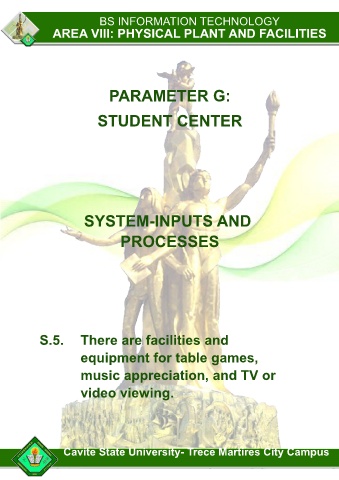 BS INFORMATION TECHNOLOGY
AREA VIII: PHYSICAL PLANT AND FACILITIES
PARAMETER G:
STUDENT CENTER
SYSTEM-INPUTS AND
PROCESSES
S.5. There are facilities and
equipment for table games,
music appreciation, and TV or
video viewing.
Cavite State University- Trece Martires City Campus